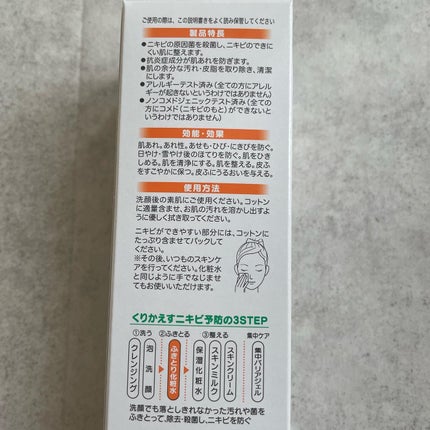 ご使用の際は、この説明書きをよく読み保管してください
製品特長
●ニキビの原因菌を殺菌し、ニキビのできに
くい肌に整えます。
●抗炎症成分が肌あれを防ぎます。
●肌の余分な汚れ・皮脂を取り除き、清潔
にします。
●アレルギーテスト済み(全ての方にアレル
ギーが起きないというわけではありません)
●ノンコメドジェニックテスト済み(全ての
方にコメド(ニキビのもと)ができないと
いうわけではありません)
効能・効果
肌あれ。あれ性。あせも・ひび・にきびを防ぐ。
日やけ・雪やけ後のほてりを防ぐ。肌をひき
しめる。肌を清浄にする。肌を整える。皮ふ
をすこやかに保つ。皮ふにうるおいを与える。
使用方法
洗顔後の素肌にご使用ください。コットン
に適量含ませ、お肌の汚れを溶かし出すよ
うに優しく拭き取ってください。
ニキビができやすい部分には、コットンに
たっぷり含ませてパックして
ください。
※その後、いつものスキンケ
アを行ってください。化粧水
と同じように手でなじませ
てもお使いいただけます。
くりかえすニキビ予防の3STEP
①洗う ②ふきとる ③整える 集中ケア
クレンジング
泡洗顔
ふきとり化粧水
保湿化粧水
スキンミルク
スキンクリーム
集中バリアジェル
洗顔でも落としきれなかった汚れや菌を
ふきとって、除去・殺菌し、ニキビを防ぐ